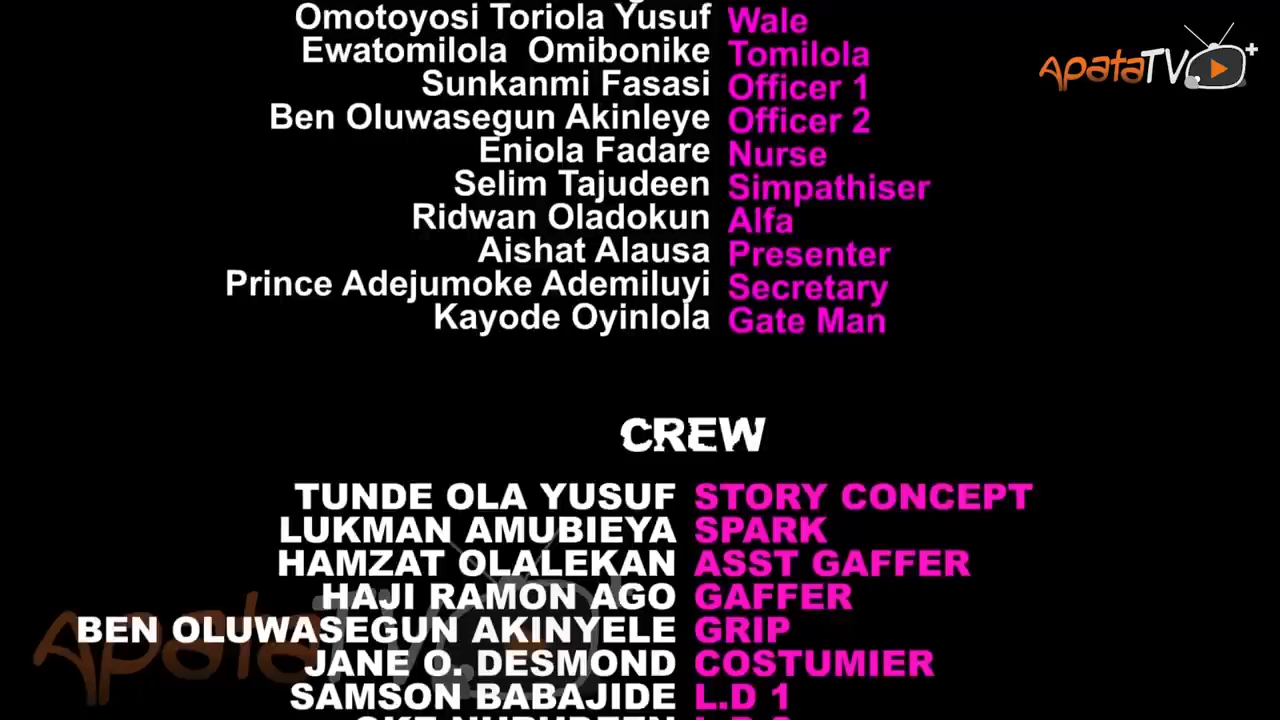 Omotoyosi Toriola Yusuf Wale
Ewatomilola Omibonike Tomilola
Sunkanmi Fasasi Officer 1
Ben Oluwasegun Akinleye Officer 2
Eniola Fadare Nurse
Selim Tajudeen Simpathiser
Ridwan Oladokun Alfa
Aishat Alausa Presenter
Prince Adejumoke Ademiluyi Secretary
Kayode Oyinlola Gate Man
ApataTV+
CREW
TUNDE OLA YUSUF STORY CONCEPT
LUKMAN AMUBIEYA SPARK
HAMZAT OLALEKAN ASST GAFFER
HAJI RAMON AGO GAFFER
BEN OLUWASEGUN AKINYELE GRIP
JANE O. DESMOND COSTUMIER
SAMSON BABAJIDE L.D 1
ApataTV